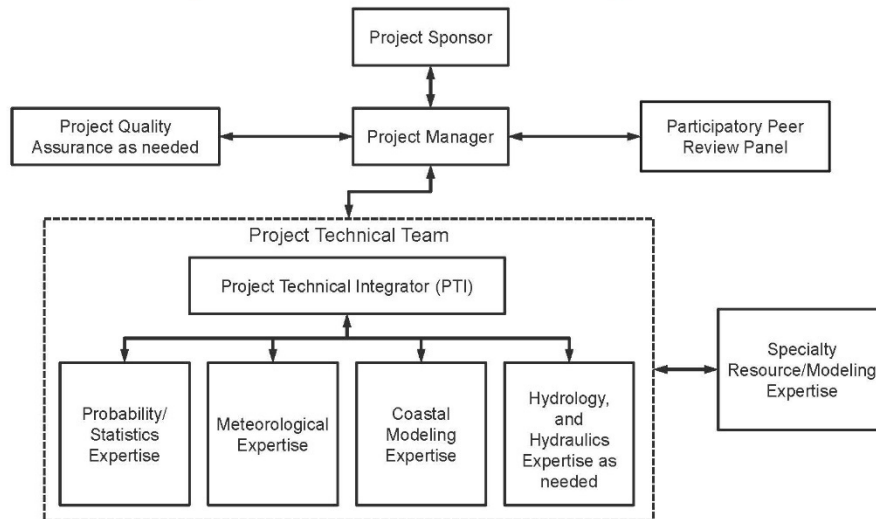 Project Sponsor
Project Quality
Assurance as needed
Project Manager
Participatory Peer
Review Panel
Project Technical Team
Project Technical Integrator (PTI)
Probability/
Statistics
Expertise
Meteorological
Expertise
Coastal
Modeling
Expertise
Hydrology,
and
Hydraulics
Expertise as
needed
Specialty
Resource/Modeling
Expertise